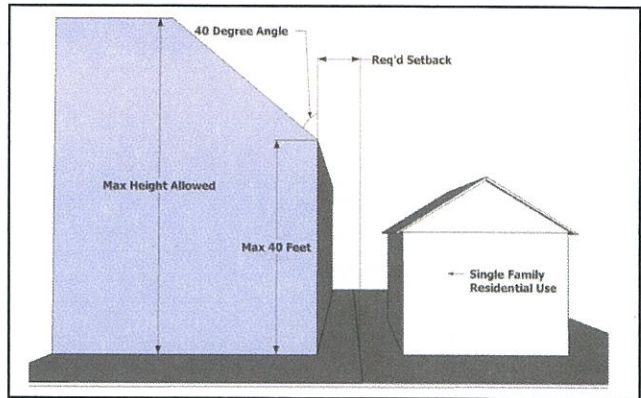 40 Degree Angle
Req'd Setback
Max Height Allowed
Max 40 Feet
Single Family
Residential Use